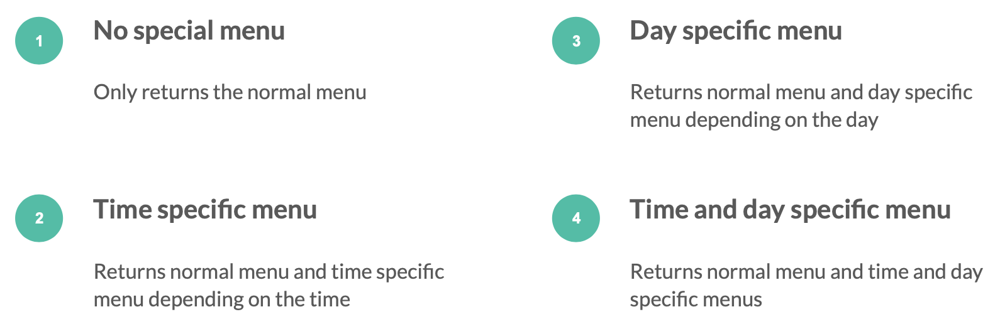 1
No special menu
Only returns the normal menu
2
Time specific menu
Returns normal menu and time specific
menu depending on the time
3
Day specific menu
Returns normal menu and day specific
menu depending on the day
4
Time and day specific menu
Returns normal menu and time and day
specific menus